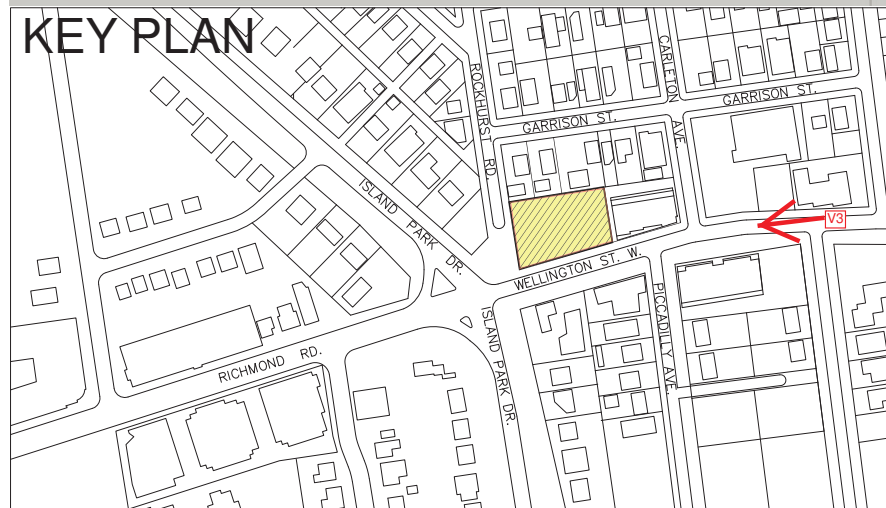 KEY PLAN
ROCKHURST RD.
CARLETON AVE.
GARRISON ST.
GARRISON ST.
ISLAND PARK DR.
V3
WELLINGTON ST. W.
PICCADILLY AVE.
ISLAND PARK DR.
RICHMOND RD.